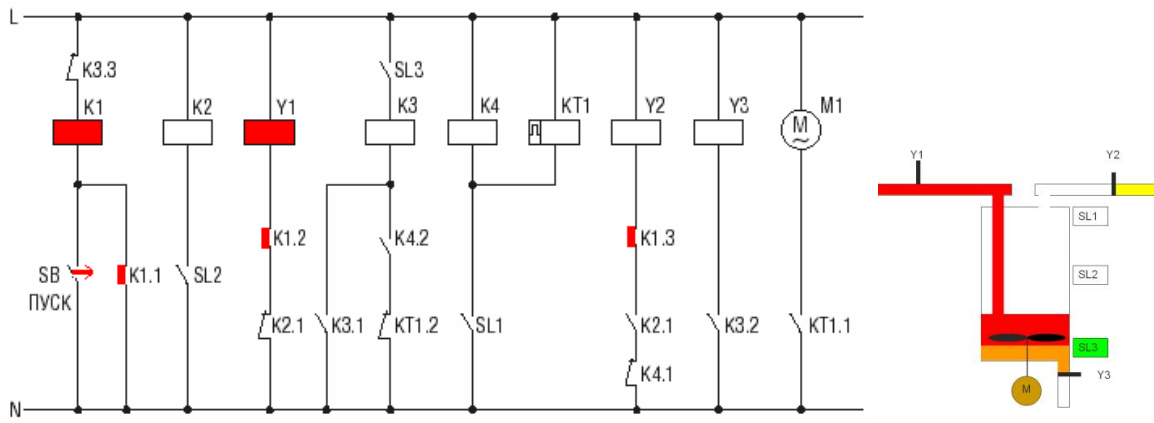 L
K3.3
SL3
K1
K2
Y1
K3
K4
KT1
Y2
Y3
M1
M
~
K1.2
K4.2
K1.3
SB
ПУСК
K1.1
SL2
K2.1
K3.1
KT1.2
SL1
K2.1
K3.2
KT1.1
K4.1
N
Y1
Y2
SL1
SL2
SL3
Y3
M